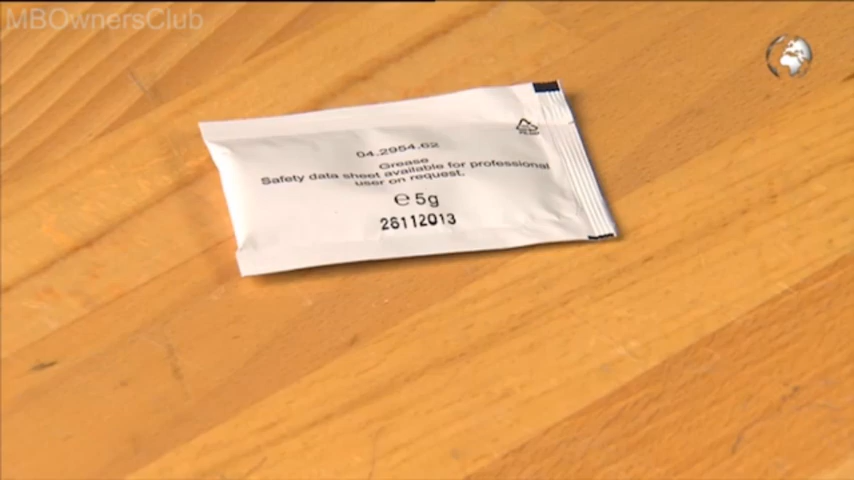 MBOwnersClub
04.2954.62
Grease
Safety data sheet available for professional
user on request.
℮ 5g
26112013